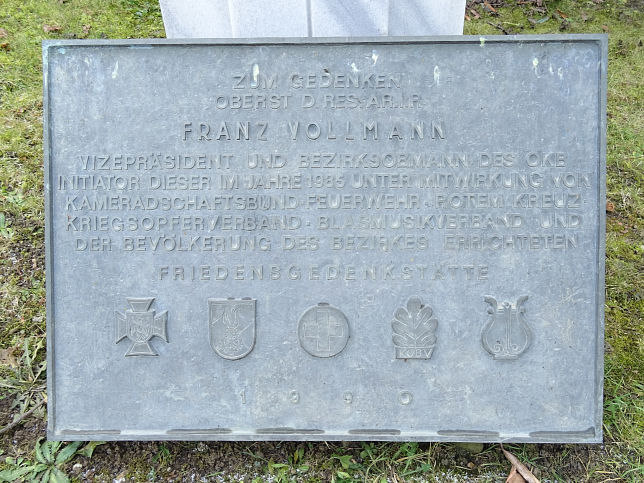 ZUM GEDENKEN
OBERST D.RES.AR.I.R.
FRANZ VOLLMANN
VIZEPRÄSIDENT UND BEZIRKSOBMANN DES ÖKB
INITIATOR DIESER IM JAHRE 1985 UNTER MITWIRKUNG VON
KAMERADSCHAFTSBUND·FEUERWEHR·ROTEM KREUZ·
KRIEGSOPFERVERBAND·BLASMUSIKVERBAND·UND
DER BEVÖLKERUNG DES BEZIRKES ERRICHTETEN
FRIEDENSGEDENKSTÄTTE
KOBV
1990